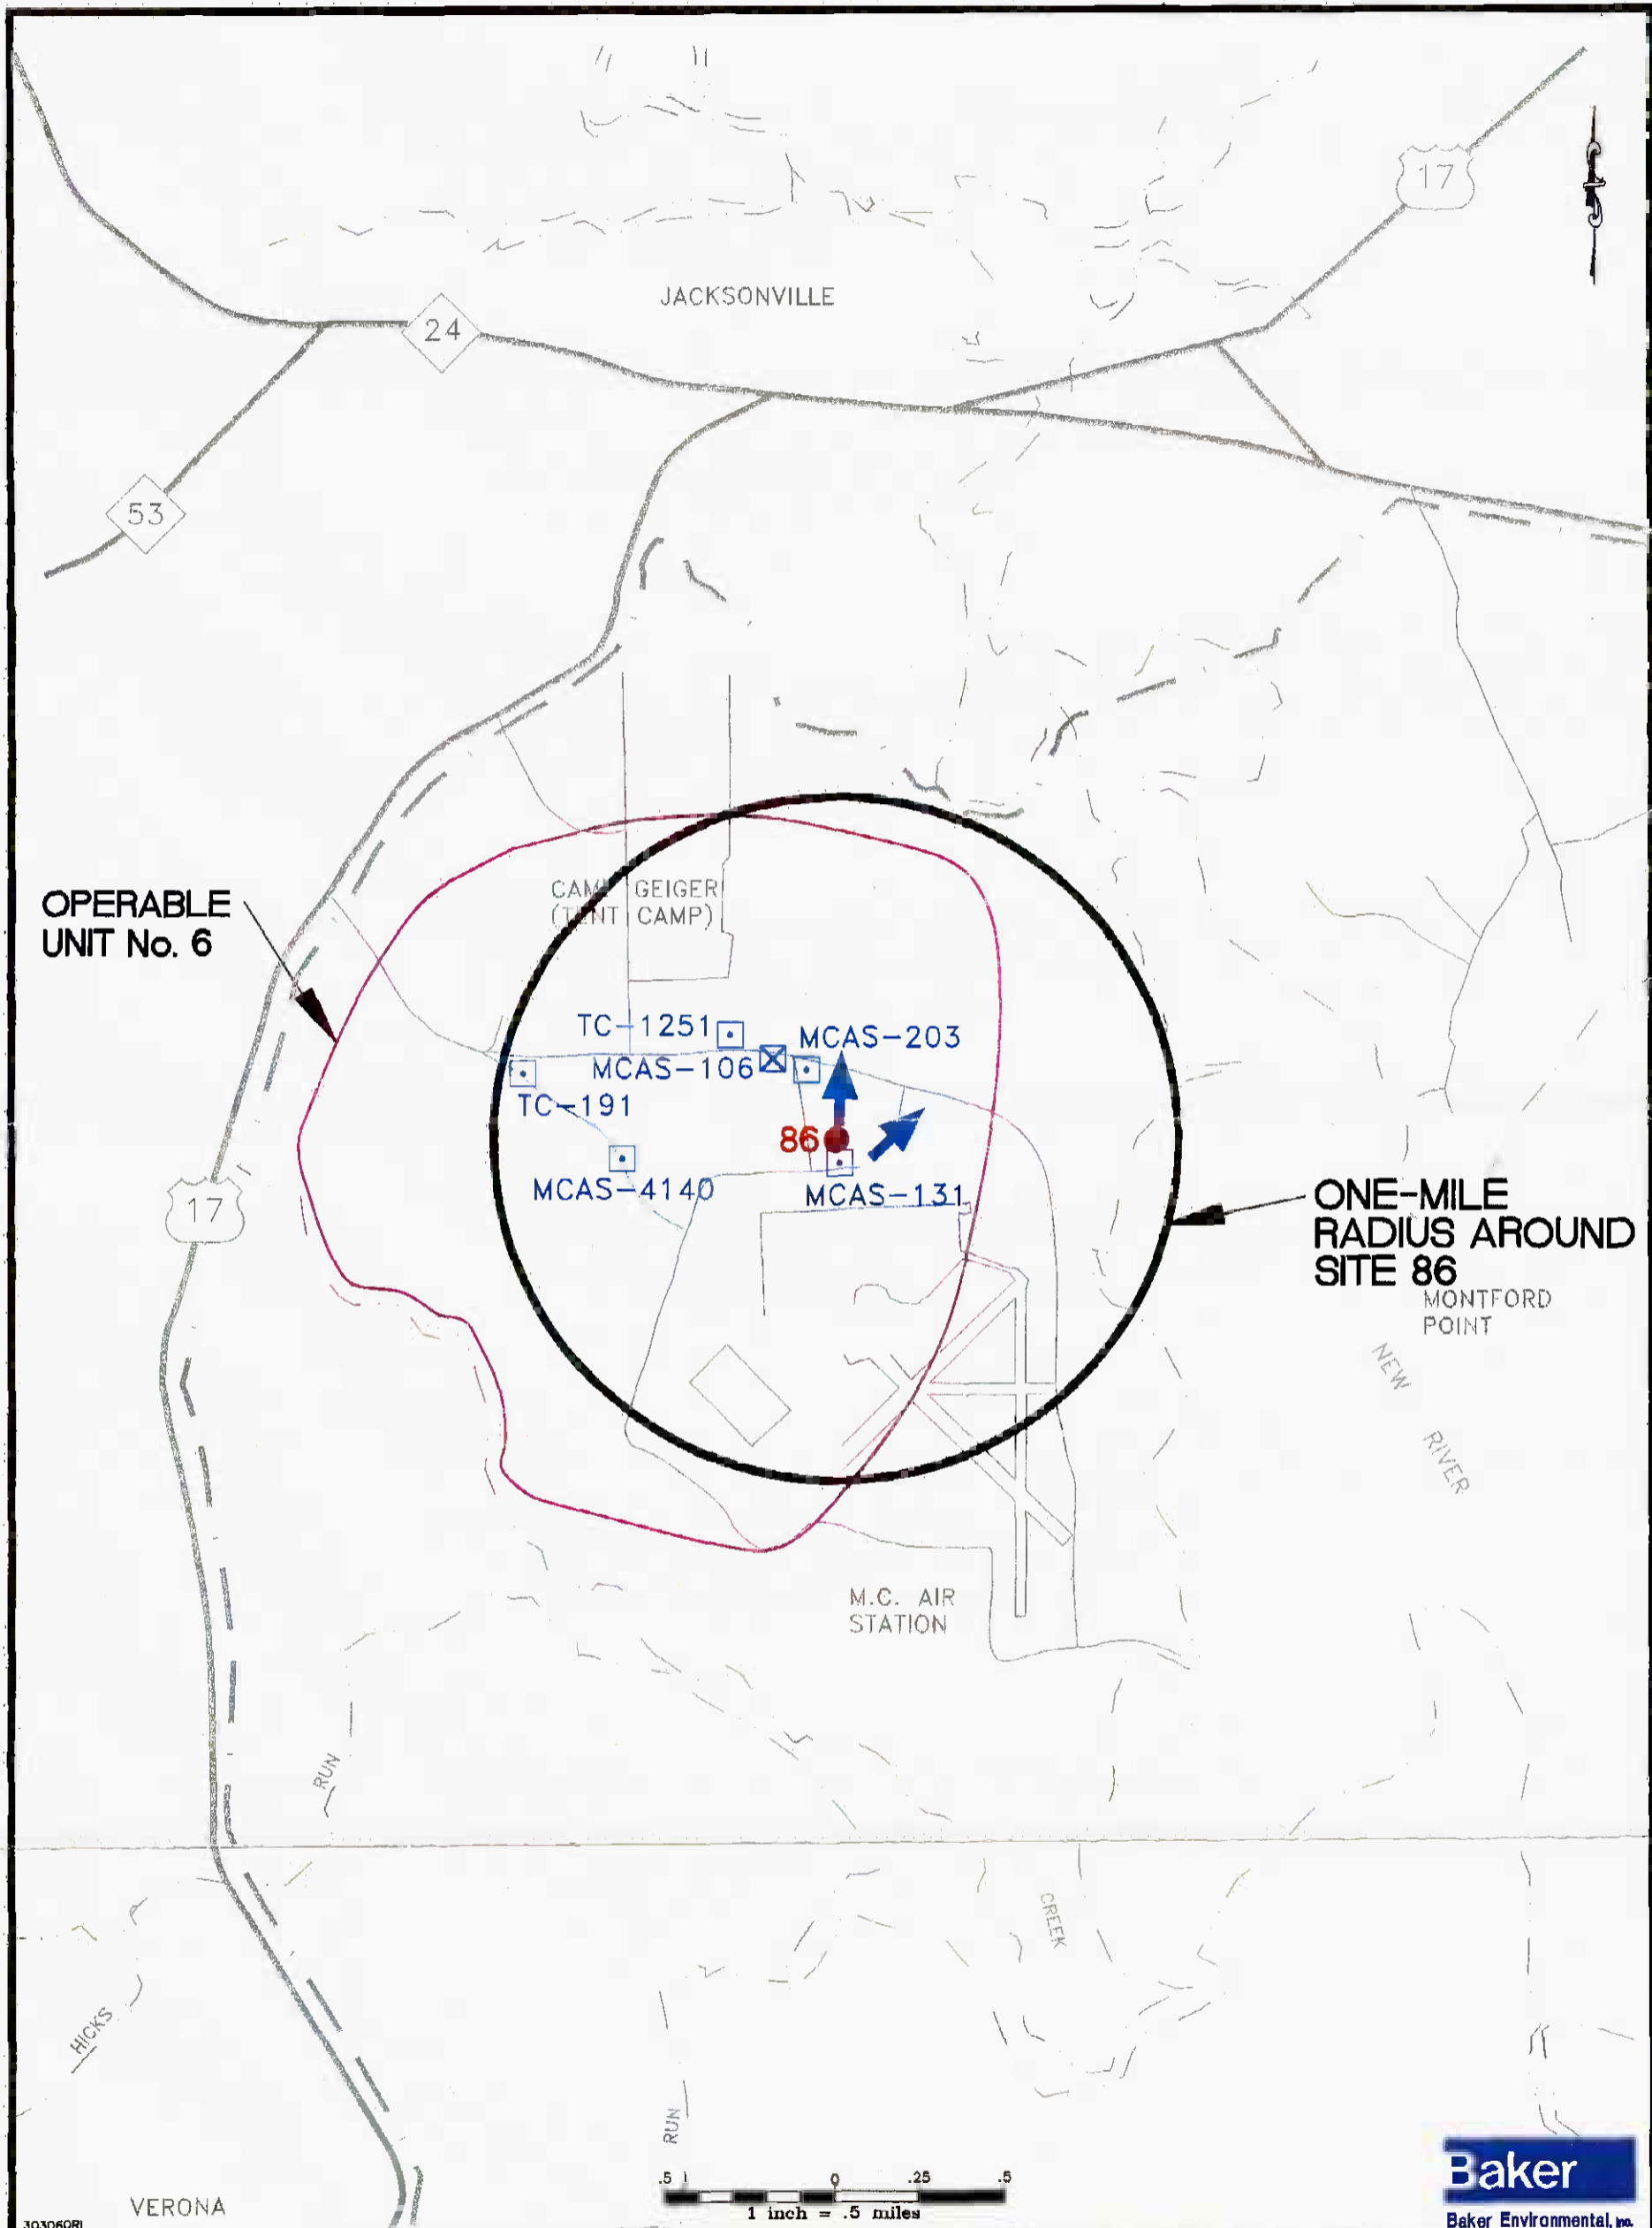 17
JACKSONVILLE
24
53
OPERABLE
UNIT No. 6
CAMP GEIGER
(TENT CAMP)
TC-1251
MCAS-203
MCAS-106
TC-191
86
MCAS-4140
MCAS-131
17
ONE-MILE
RADIUS AROUND
SITE 86
MONTFORD
POINT
NEW
RIVER
M.C. AIR
STATION
RUN
CREEK
HICKS
RUN
VERONA
.5 0 .25 .5
1 inch = .5 miles
Baker
Baker Environmental, Inc.
303060RI